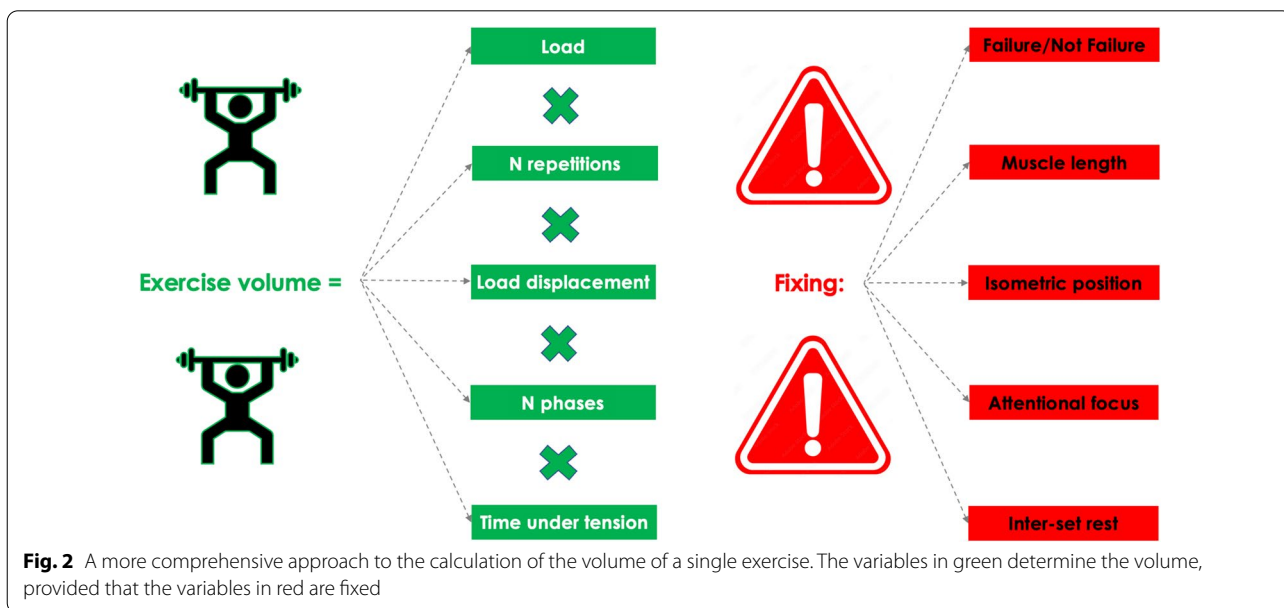 Load
N repetitions
Exercise volume =
Load displacement
N phases
Time under tension
Failure/Not Failure
Muscle length
Fixing:
Isometric position
Attentional focus
Inter-set rest
Fig. 2 A more comprehensive approach to the calculation of the volume of a single exercise. The variables in green determine the volume,
provided that the variables in red are fixed